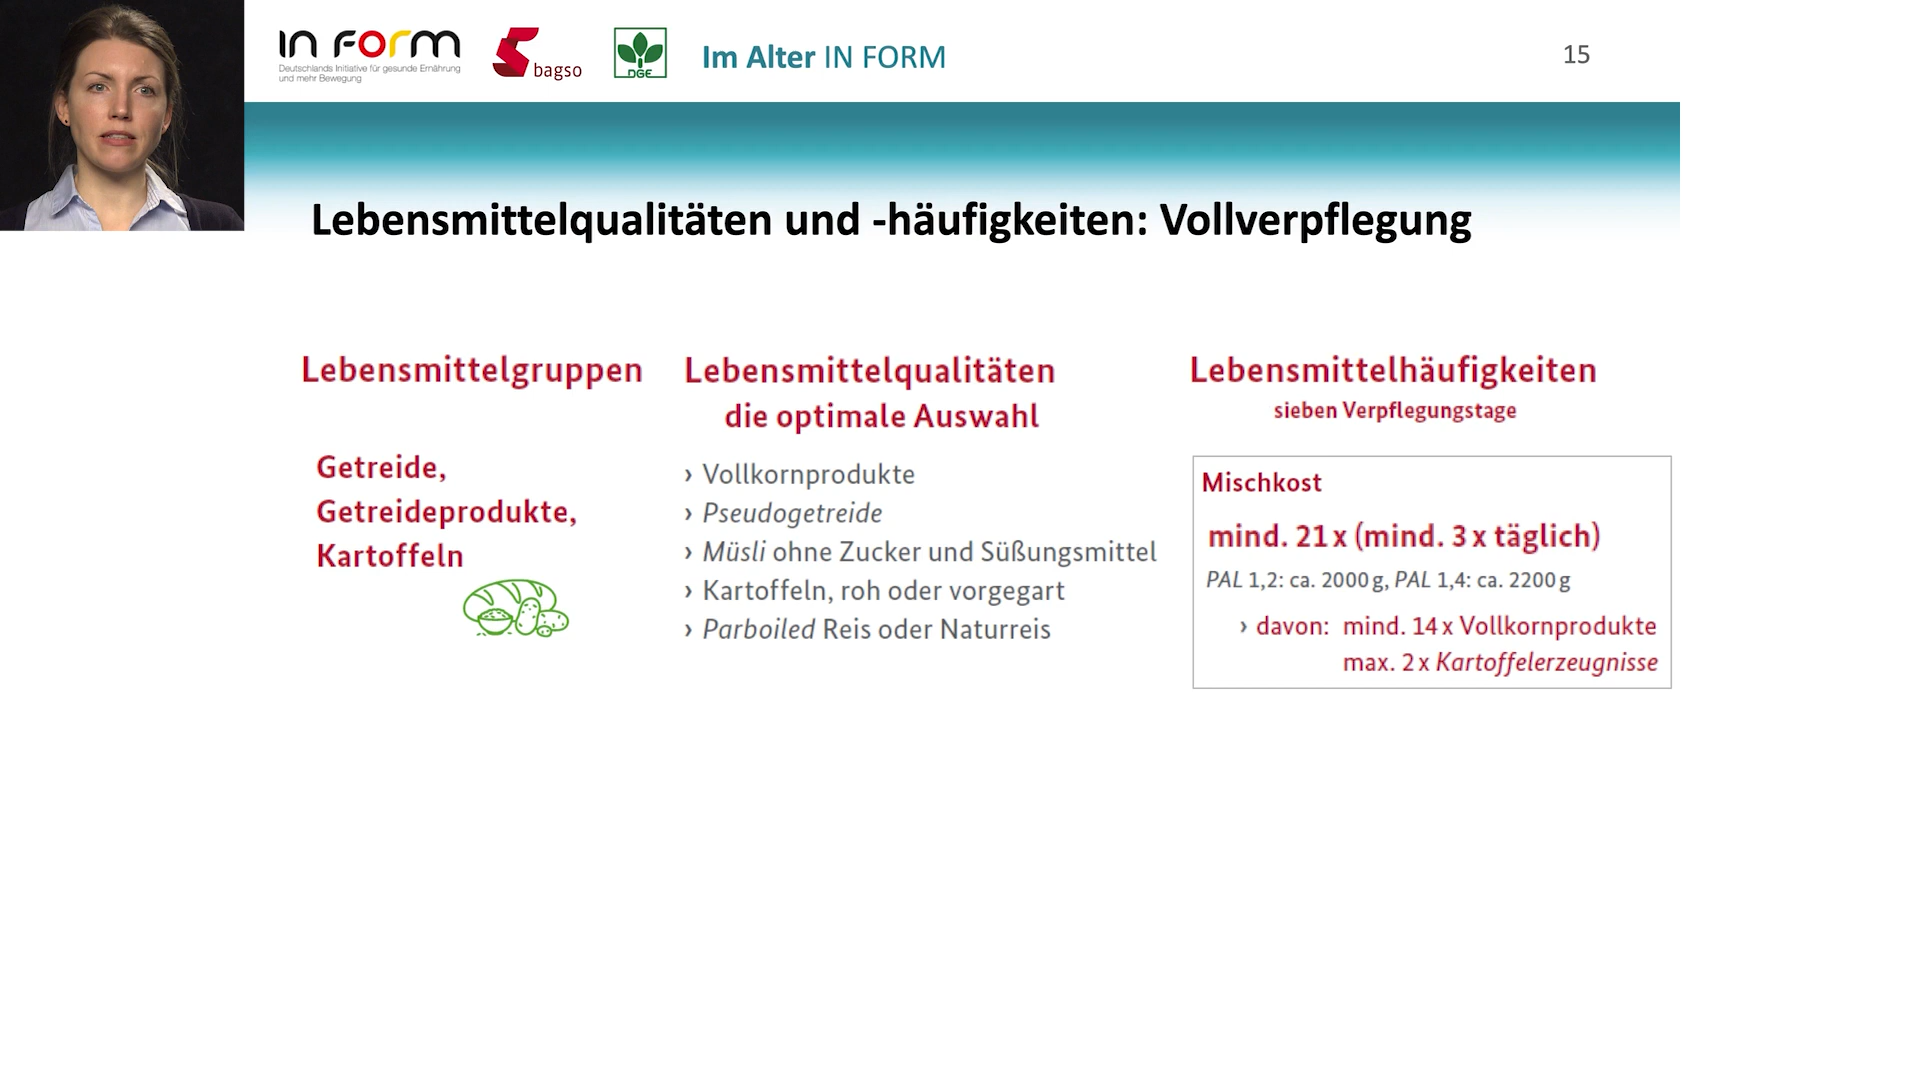 IN FORM
Deutschlands Initiative für gesunde Ernährung
und mehr Bewegung
bagso
DGE
Im Alter IN FORM
15
Lebensmittelqualitäten und -häufigkeiten: Vollverpflegung
Lebensmittelgruppen
Getreide,
Getreideprodukte,
Kartoffeln
Lebensmittelqualitäten
die optimale Auswahl
› Vollkornprodukte
› Pseudogetreide
› Müsli ohne Zucker und Süßungsmittel
› Kartoffeln, roh oder vorgegart
› Parboiled Reis oder Naturreis
Lebensmittelhäufigkeiten
sieben Verpflegungstage
Mischkost
mind. 21 x (mind. 3 x täglich)
PAL 1,2: ca. 2000 g, PAL 1,4: ca. 2200 g
› davon: mind. 14 x Vollkornprodukte
max. 2 x Kartoffelerzeugnisse